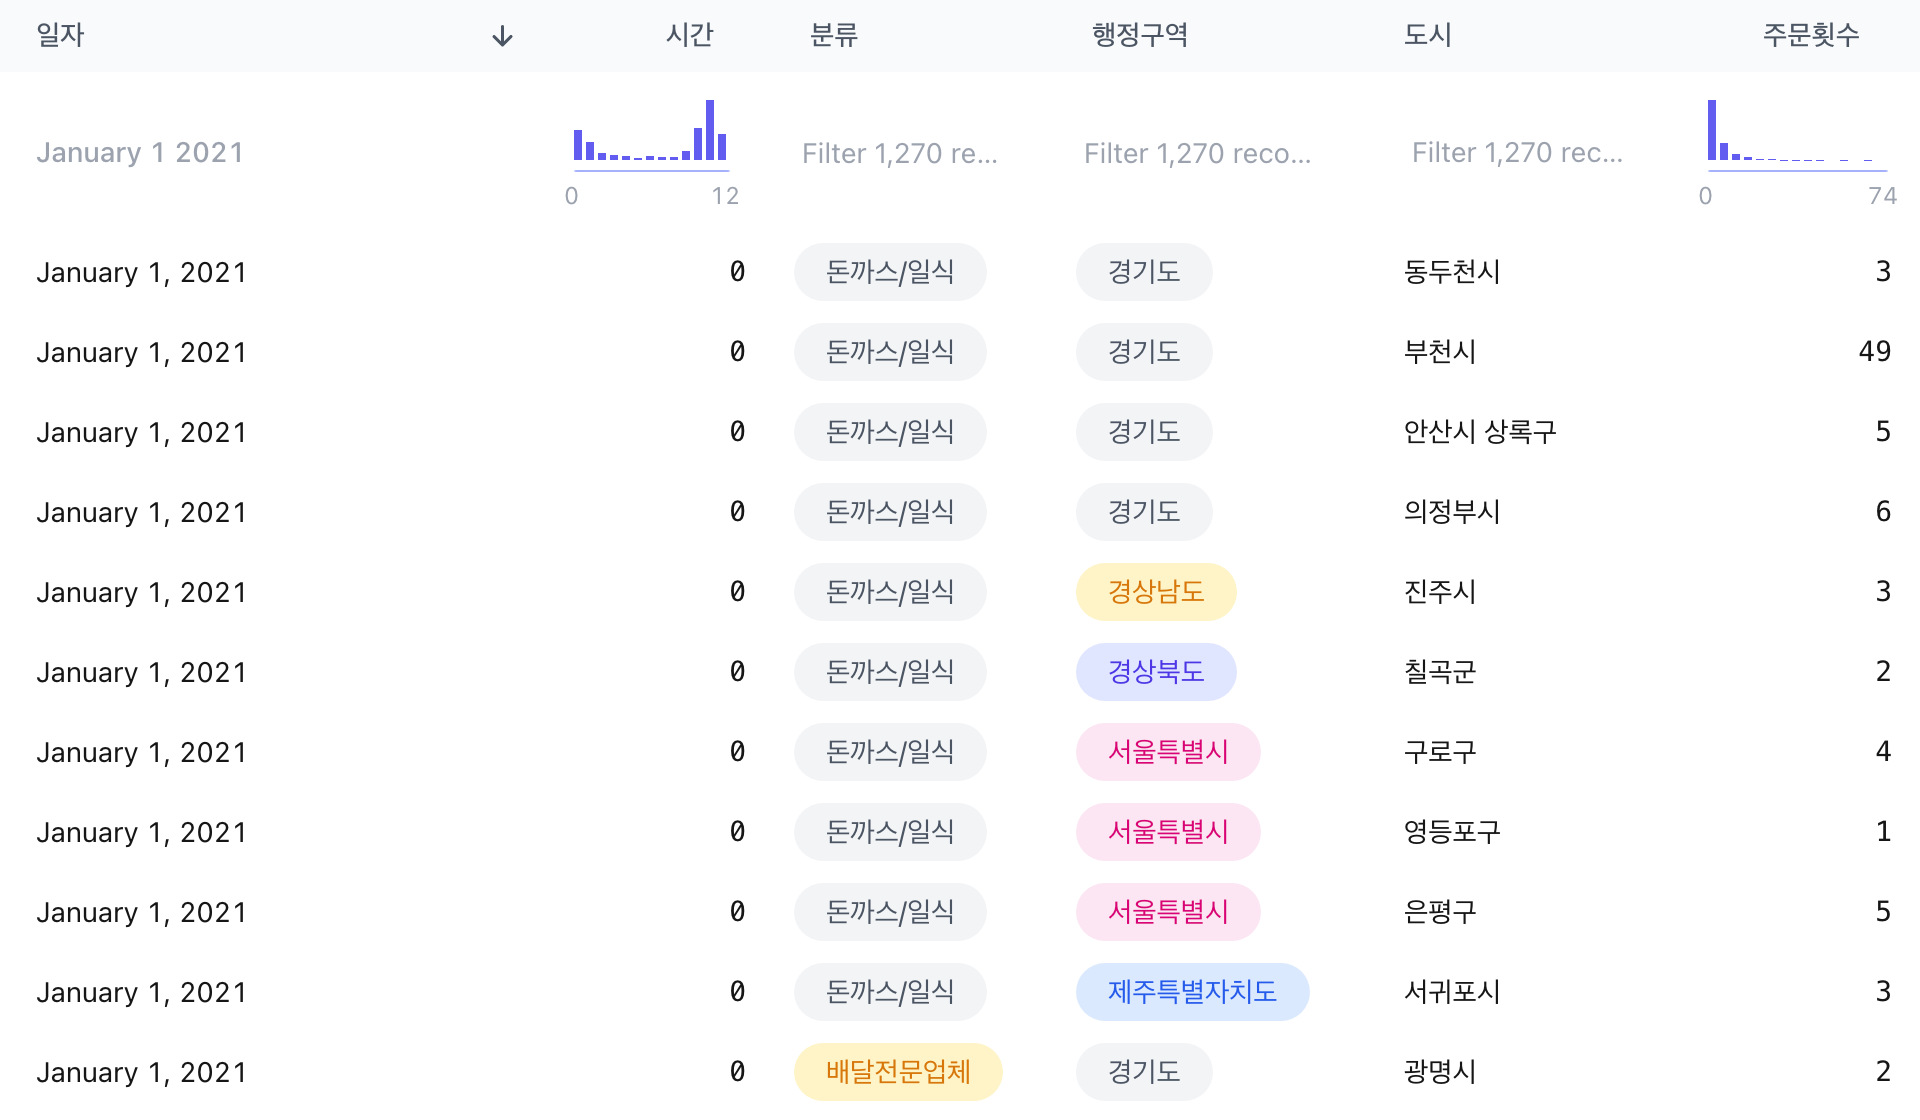 일자 ↓ 시간 분류 행정구역 도시 주문횟수
January 1 2021 Filter 1,270 re... Filter 1,270 reco... Filter 1,270 rec...
0 12 0 74
January 1, 2021 0 돈까스/일식 경기도 동두천시 3
January 1, 2021 0 돈까스/일식 경기도 부천시 49
January 1, 2021 0 돈까스/일식 경기도 안산시 상록구 5
January 1, 2021 0 돈까스/일식 경기도 의정부시 6
January 1, 2021 0 돈까스/일식 경상남도 진주시 3
January 1, 2021 0 돈까스/일식 경상북도 칠곡군 2
January 1, 2021 0 돈까스/일식 서울특별시 구로구 4
January 1, 2021 0 돈까스/일식 서울특별시 영등포구 1
January 1, 2021 0 돈까스/일식 서울특별시 은평구 5
January 1, 2021 0 돈까스/일식 제주특별자치도 서귀포시 3
January 1, 2021 0 배달전문업체 경기도 광명시 2